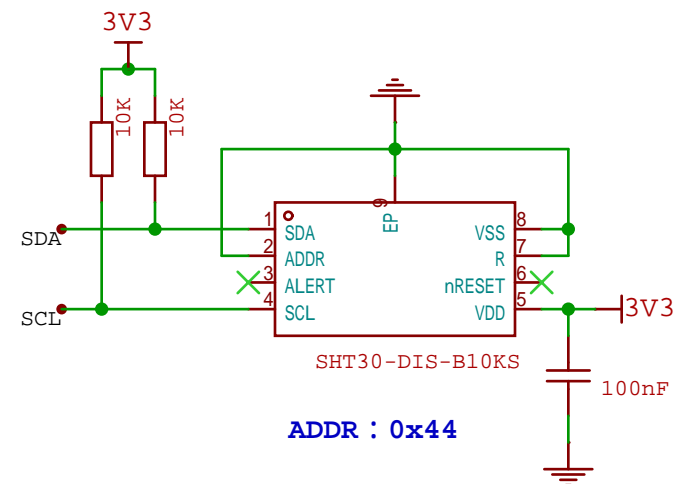 3V3
10K
10K
9
EP
SDA
1
SDA
2
ADDR
3
ALERT
SCL
4
SCL
8
VSS
7
R
6
nRESET
5
VDD
3V3
SHT30-DIS-B10KS
100nF
ADDR：0x44